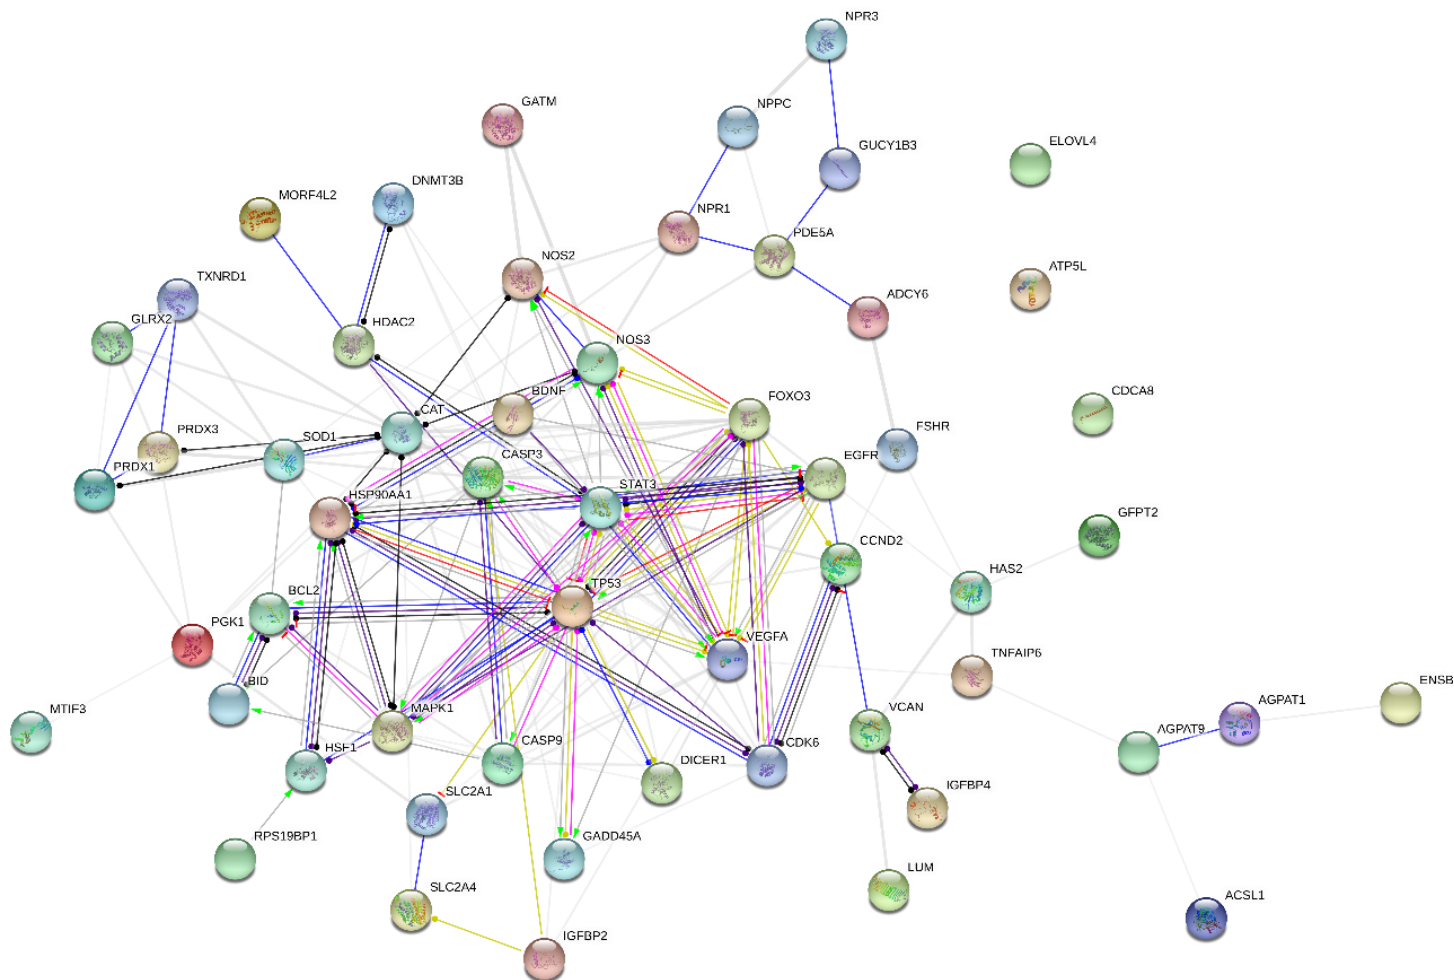 NPR3
GATM
NPPC
GUCY1B3
ELOVL4
DNMT3B
MORF4L2
NPR1
PDE5A
NOS2
ATP5L
TXNRD1
ADCY6
GLRX2
HDAC2
NOS3
BDNF
FOXO3
CDCA8
CAT
FSHR
PRDX3
SOD1
EGFR
PRDX1
CASP3
STAT3
HSP90AA1
GFPT2
CCND2
HAS2
BCL2
TP53
PGK1
VEGFA
TNFAIP6
BID
ENSB
AGPAT1
MTIF3
MAPK1
VCAN
AGPAT9
HSF1
CASP9
DICER1
CDK6
SLC2A1
IGFBP4
RPS19BP1
GADD45A
LUM
SLC2A4
ACSL1
IGFBP2